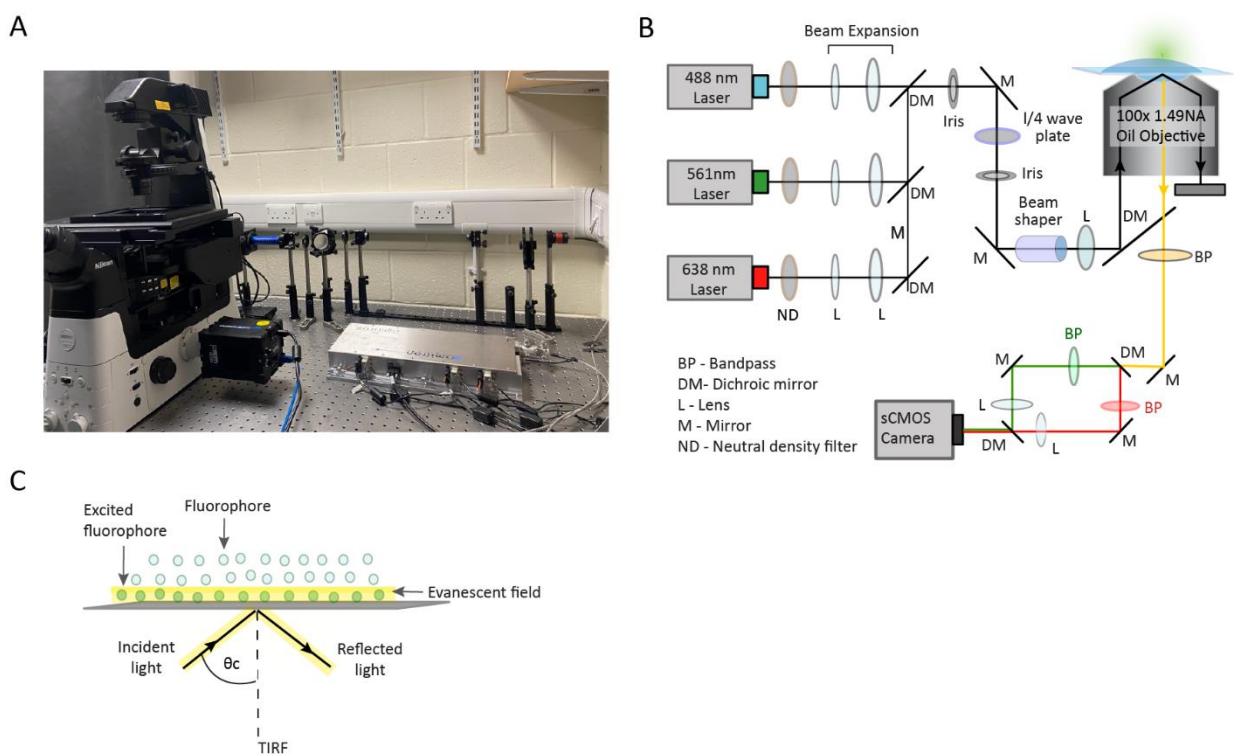 A
Nikon
omicron
B
Beam Expansion
488 nm
Laser
561nm
Laser
638 nm
Laser
ND
L
L
DM
DM
M
DM
Iris
M
l/4 wave
plate
Iris
Beam
shaper
L
M
DM
100x 1.49NA
Oil Objective
BP
BP
DM
M
M
BP
L
sCMOS
Camera
DM
L
M
BP - Bandpass
DM- Dichroic mirror
L - Lens
M - Mirror
ND - Neutral density filter
C
Excited
fluorophore
Fluorophore
Evanescent field
Incident
light
θc
Reflected
light
TIRF